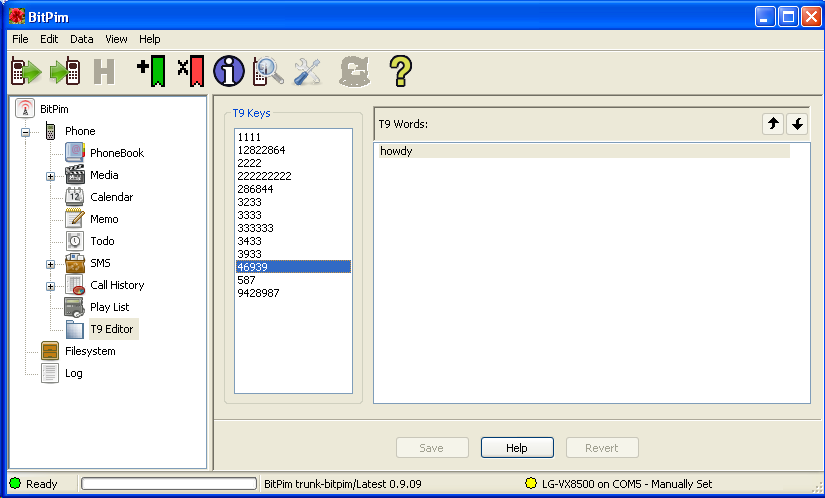 BitPim
File Edit Data View Help
BitPim
Phone
PhoneBook
Media
12
Calendar
Memo
Todo
SMS
Call History
Play List
T9 Editor
Filesystem
Log
T9 Keys
1111
12822864
2222
222222222
286844
3233
3333
333333
3433
3933
46939
587
9428987
T9 Words:
howdy
Save Help Revert
Ready BitPim trunk-bitpim/Latest 0.9.09 LG-VX8500 on COM5 - Manually Set